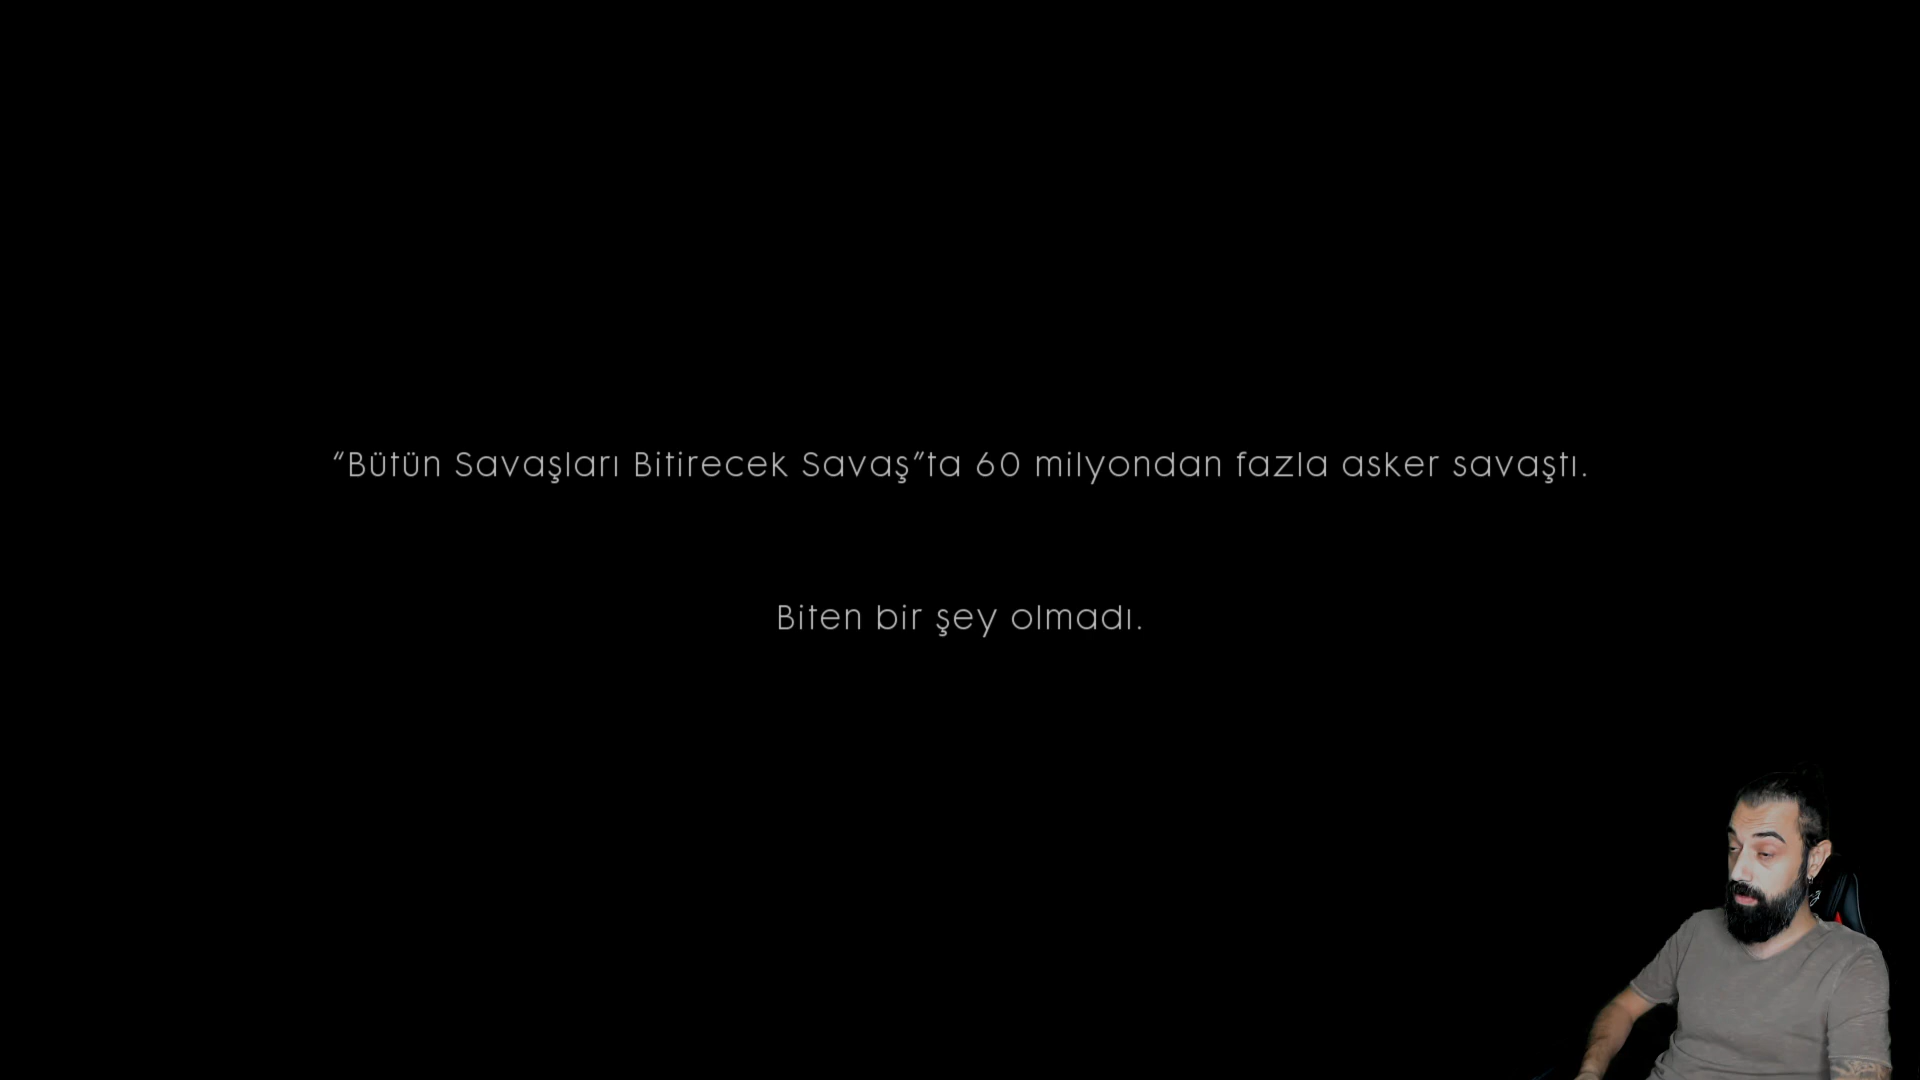 “Bütün Savaşları Bitirecek Savaş”ta 60 milyondan fazla asker savaştı.
Biten bir şey olmadı.